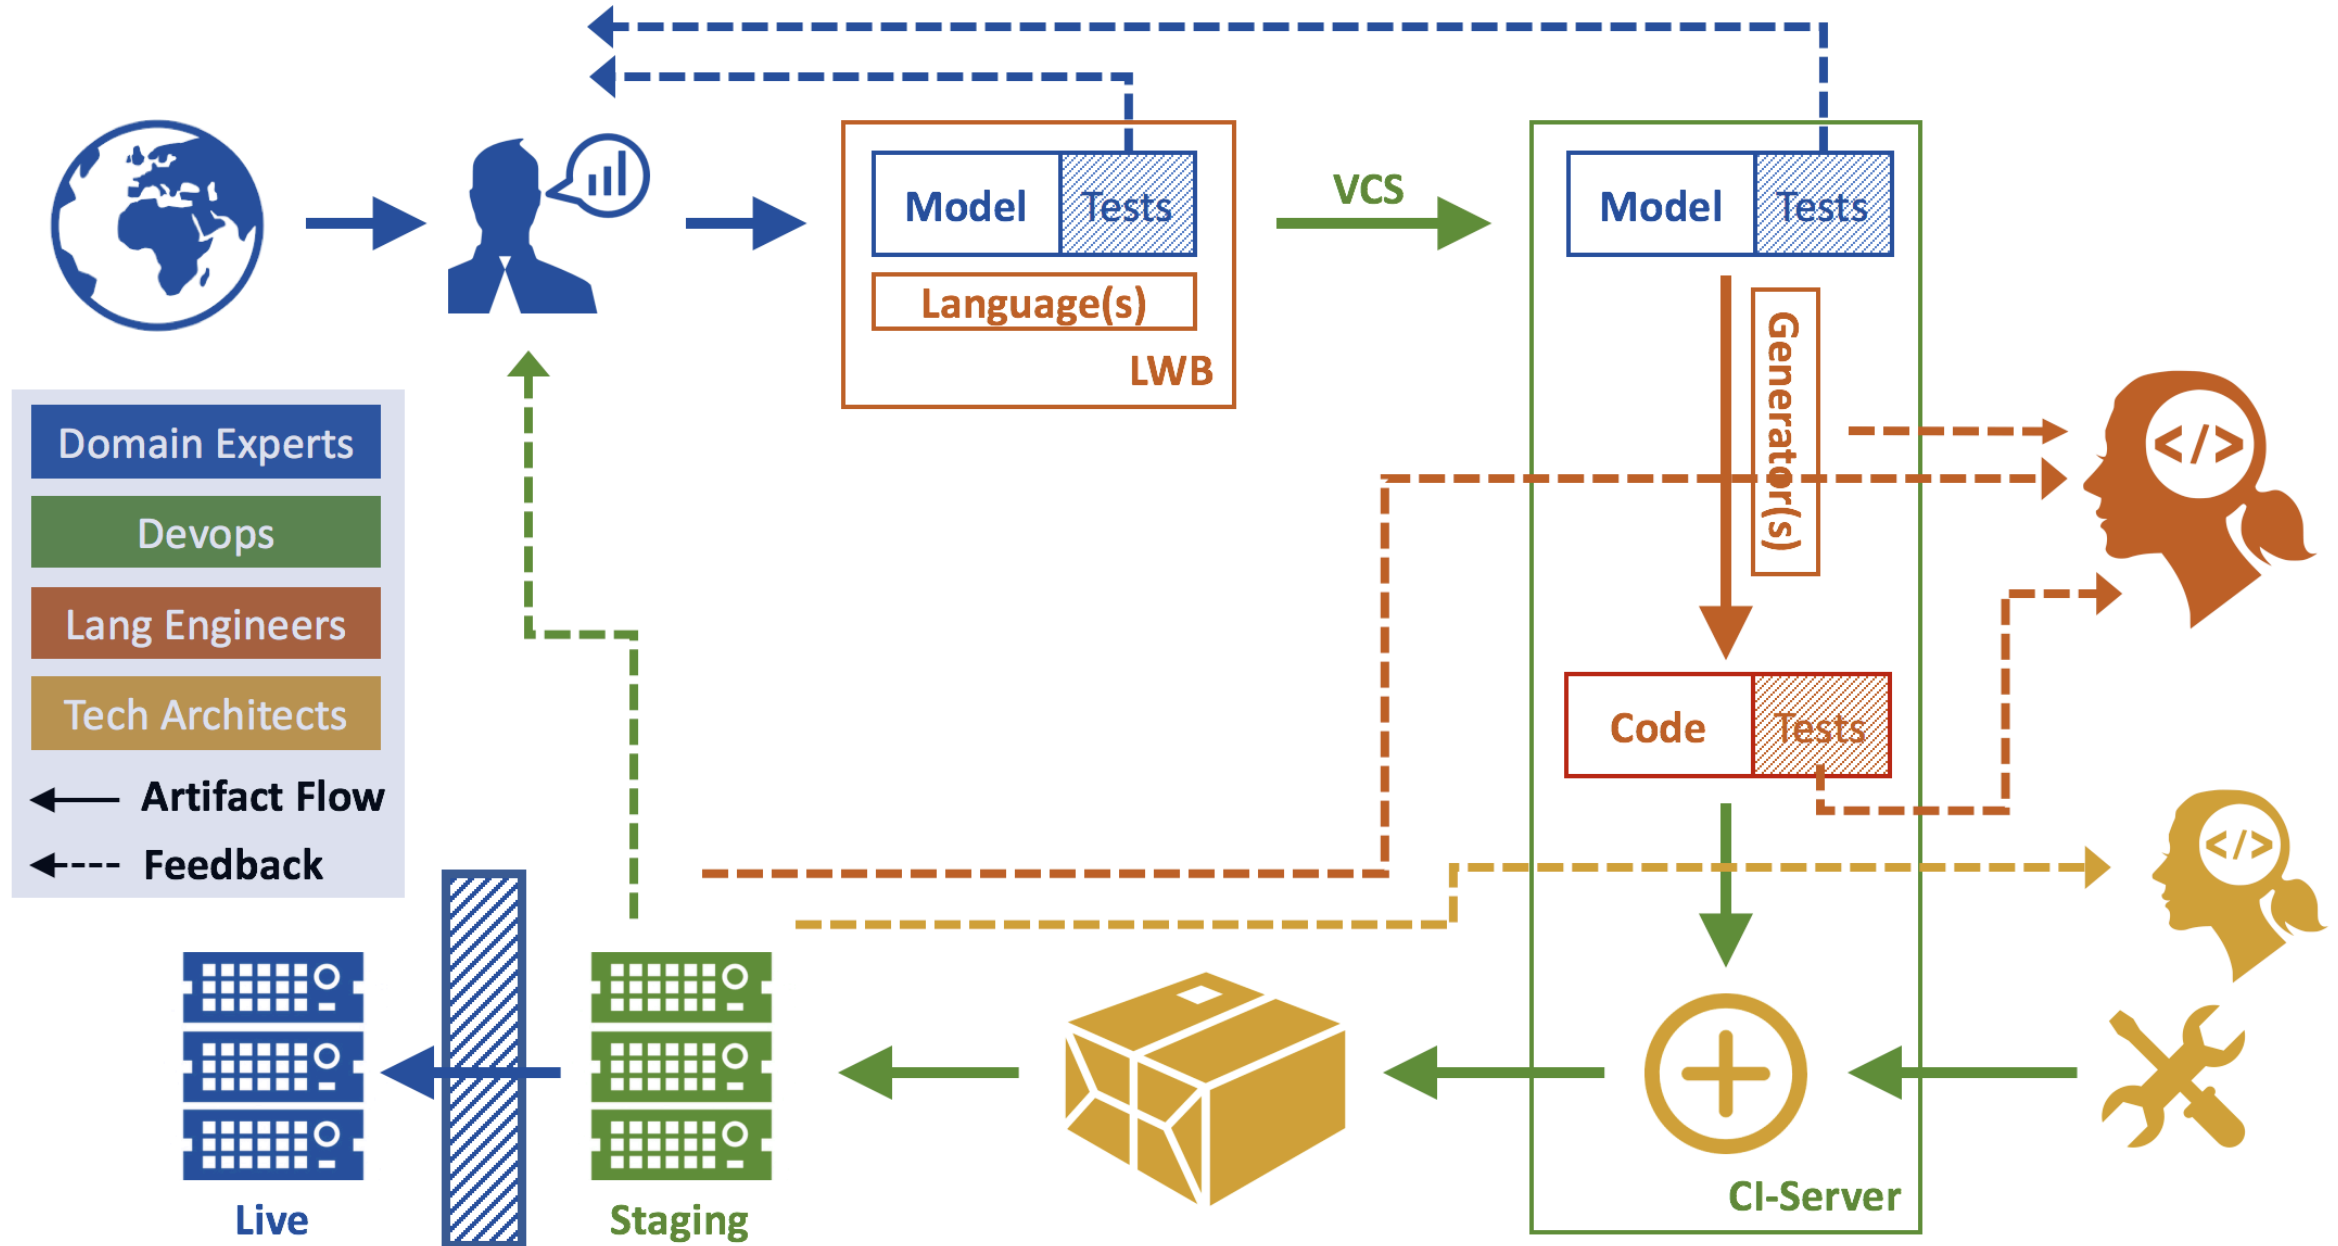 Model
Tests
Language(s)
LWB
VCS
Model
Tests
Generator(s)
</>
Code
Tests
</>
CI-Server
Domain Experts
Devops
Lang Engineers
Tech Architects
Artifact Flow
Feedback
Live
Staging